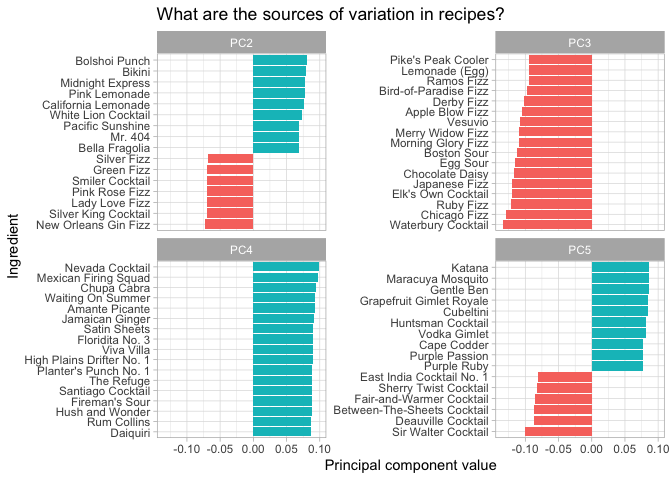 What are the sources of variation in recipes?
PC2
Bolshoi Punch
Bikini
Midnight Express
Pink Lemonade
California Lemonade
White Lion Cocktail
Pacific Sunshine
Mr. 404
Bella Fragolia
Silver Fizz
Green Fizz
Smiler Cocktail
Pink Rose Fizz
Lady Love Fizz
Silver King Cocktail
New Orleans Gin Fizz
PC3
Pike's Peak Cooler
Lemonade (Egg)
Ramos Fizz
Bird-of-Paradise Fizz
Derby Fizz
Apple Blow Fizz
Vesuvio
Merry Widow Fizz
Morning Glory Fizz
Boston Sour
Egg Sour
Chocolate Daisy
Japanese Fizz
Elk's Own Cocktail
Ruby Fizz
Chicago Fizz
Waterbury Cocktail
Ingredient
PC4
Nevada Cocktail
Mexican Firing Squad
Chupa Cabra
Waiting On Summer
Amante Picante
Jamaican Ginger
Satin Sheets
Floridita No. 3
Viva Villa
High Plains Drifter No. 1
Planter's Punch No. 1
The Refuge
Santiago Cocktail
Fireman's Sour
Hush and Wonder
Rum Collins
Daiquiri
-0.10 -0.05 0.00 0.05 0.10
PC5
Katana
Maracuya Mosquito
Gentle Ben
Grapefruit Gimlet Royale
Cubeltini
Huntsman Cocktail
Vodka Gimlet
Cape Codder
Purple Passion
Purple Ruby
East India Cocktail No. 1
Sherry Twist Cocktail
Fair-and-Warmer Cocktail
Between-The-Sheets Cocktail
Deauville Cocktail
Sir Walter Cocktail
-0.10 -0.05 0.00 0.05 0.10
Principal component value